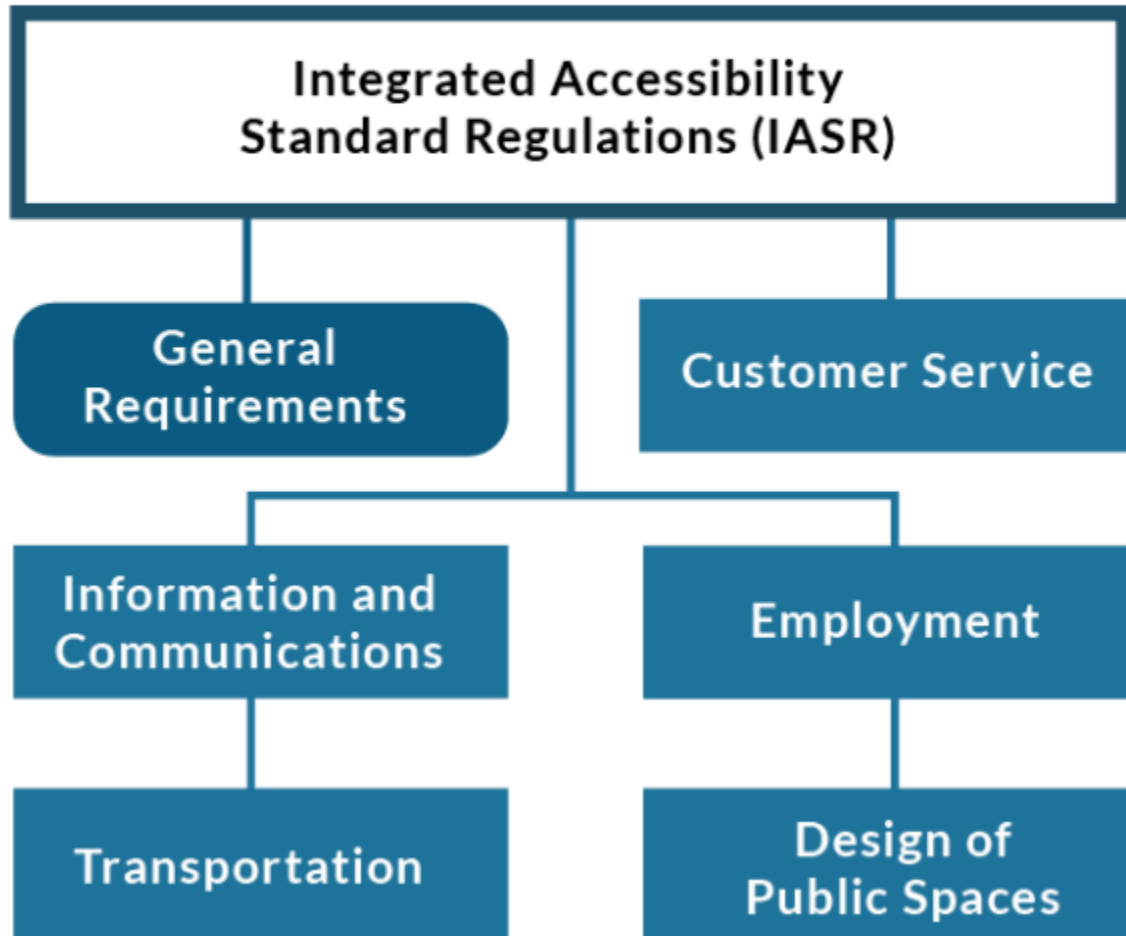 Integrated Accessibility
Standard Regulations (IASR)
General
Requirements
Customer Service
Information and
Communications
Employment
Transportation
Design of
Public Spaces